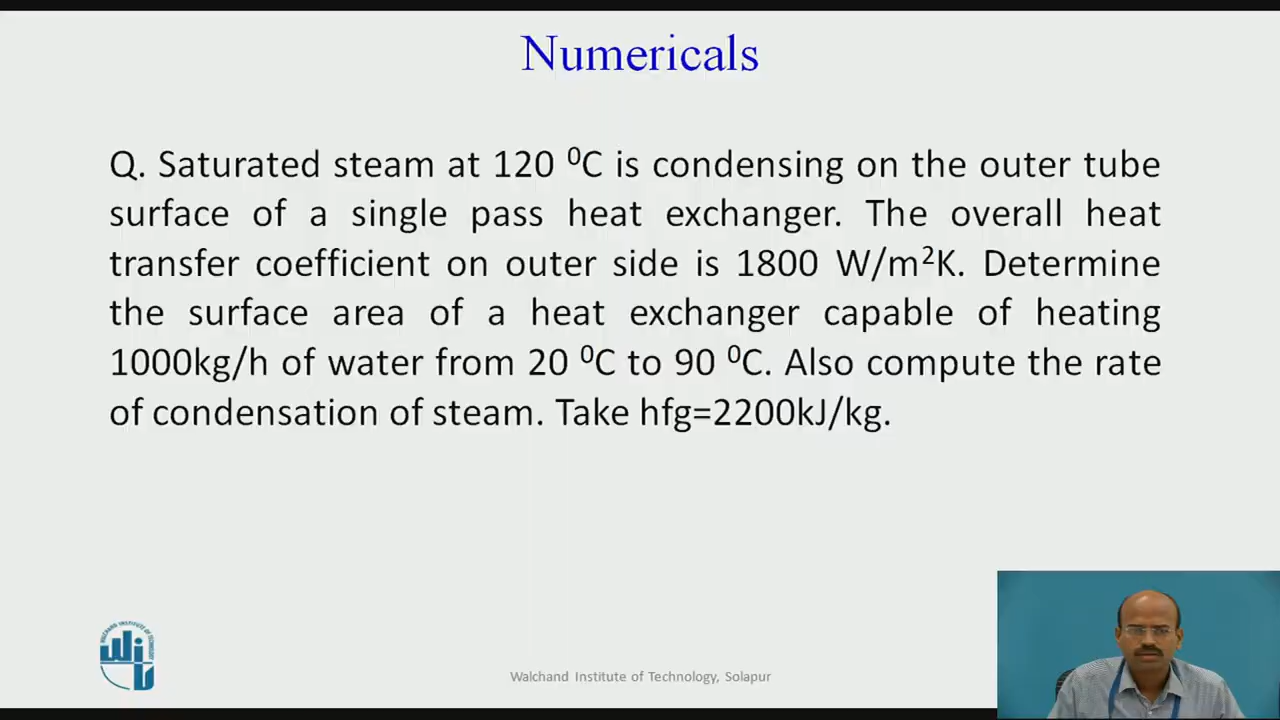 Numericals
Q. Saturated steam at 120 ⁰C is condensing on the outer tube
surface of a single pass heat exchanger. The overall heat
transfer coefficient on outer side is 1800 W/m²K. Determine
the surface area of a heat exchanger capable of heating
1000kg/h of water from 20 ⁰C to 90 ⁰C. Also compute the rate
of condensation of steam. Take hfg=2200kJ/kg.
Walchand Institute of Technology, Solapur